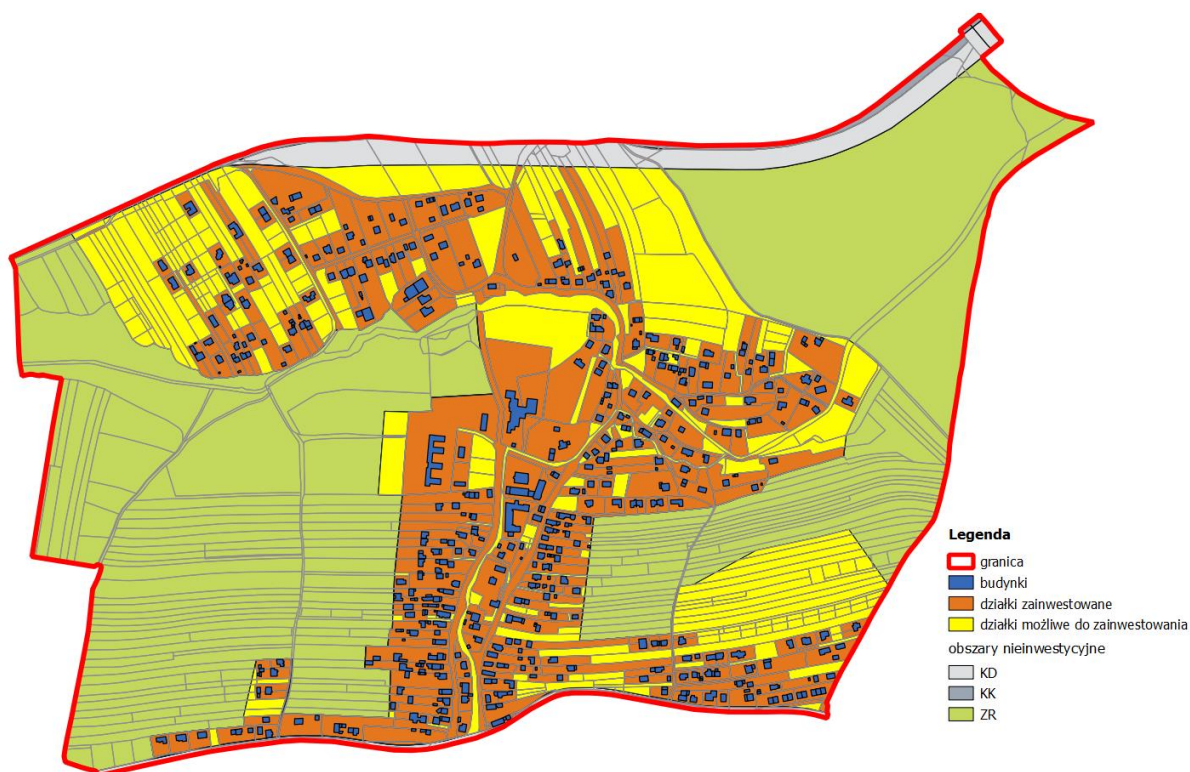 Legenda
granica
budynki
działki zainwestowane
działki możliwe do zainwestowania
obszary nieinwestycyjne
KD
KK
ZR